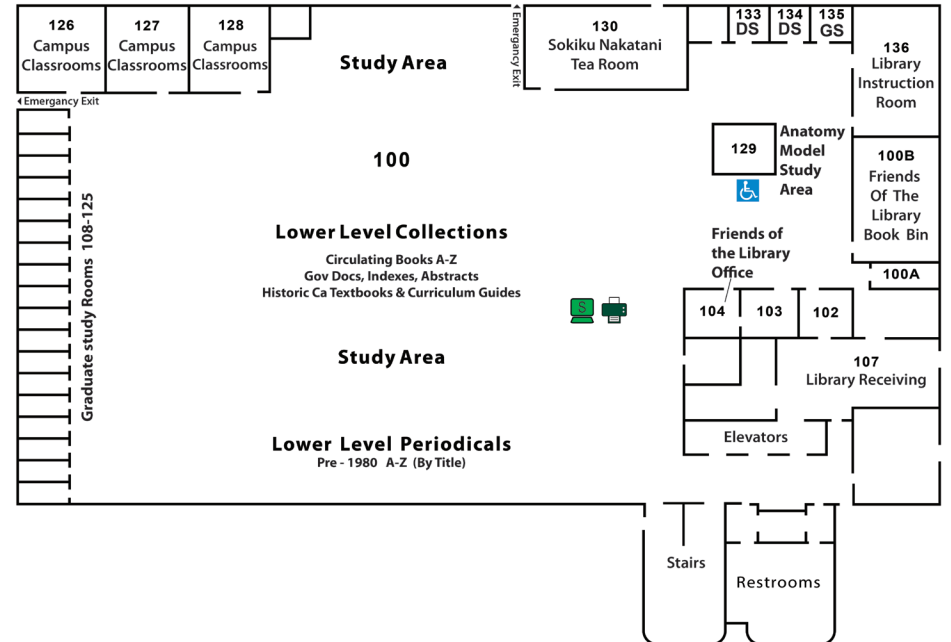 126
Campus
Classrooms
127
Campus
Classrooms
128
Campus
Classrooms
Study Area
Emergency Exit
130
Sokiku Nakatani
Tea Room
133
DS
134
DS
135
GS
136
Library
Instruction
Room
Emergancy Exit
100
129
Anatomy
Model
Study
Area
100B
Friends
Of The
Library
Book Bin
Graduate study Rooms 108-125
Lower Level Collections
Circulating Books A-Z
Gov Docs, Indexes, Abstracts
Historic Ca Textbooks & Curriculum Guides
Friends of
the Library
Office
100A
S
104
103
102
Study Area
107
Library Receiving
Lower Level Periodicals
Pre - 1980 A-Z (By Title)
Elevators
Stairs
Restrooms